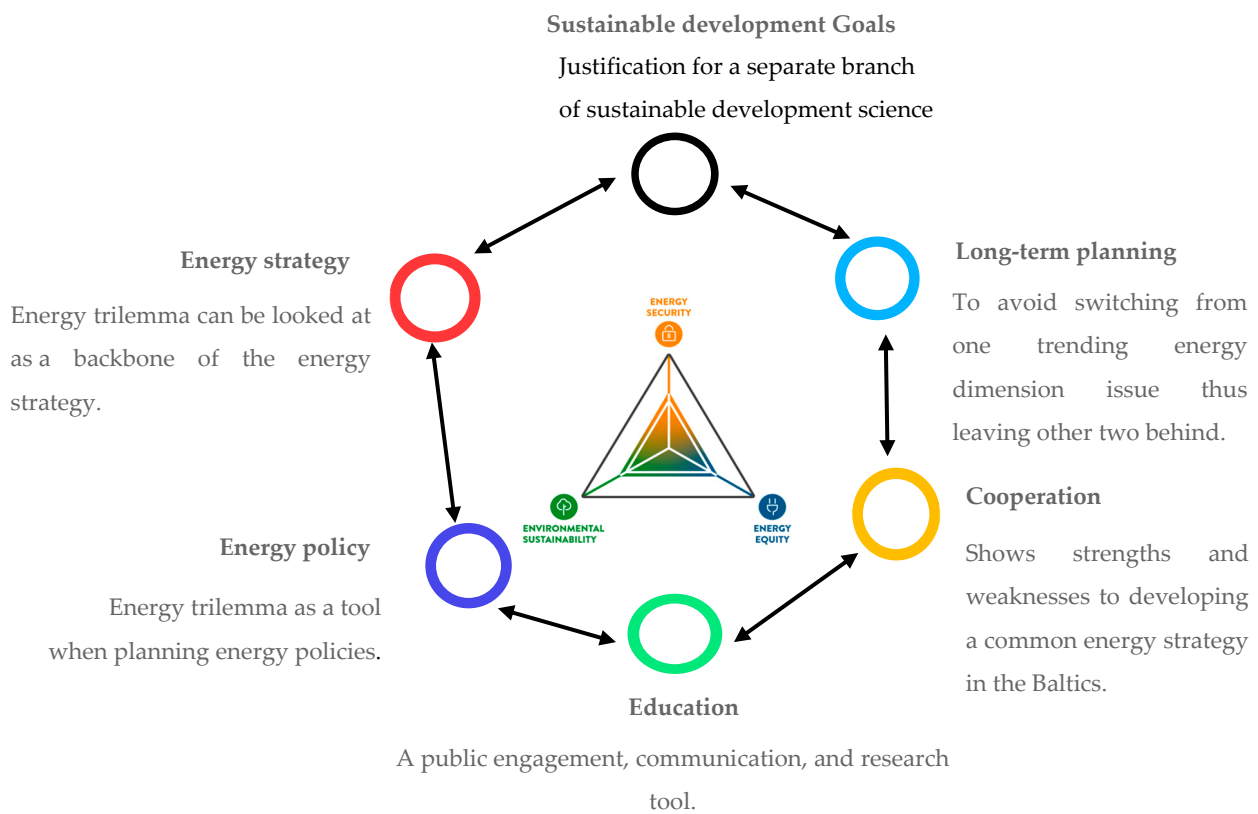 Sustainable development Goals
Justification for a separate branch
of sustainable development science
Energy strategy
Energy trilemma can be looked at
as a backbone of the energy
strategy.
Long-term planning
To avoid switching from
one trending energy
dimension issue thus
leaving other two behind.
ENERGY
SECURITY
ENVIRONMENTAL
SUSTAINABILITY
ENERGY
EQUITY
Cooperation
Shows strengths and
weaknesses to developing
a common energy strategy
in the Baltics.
Energy policy
Energy trilemma as a tool
when planning energy policies.
Education
A public engagement, communication, and research
tool.